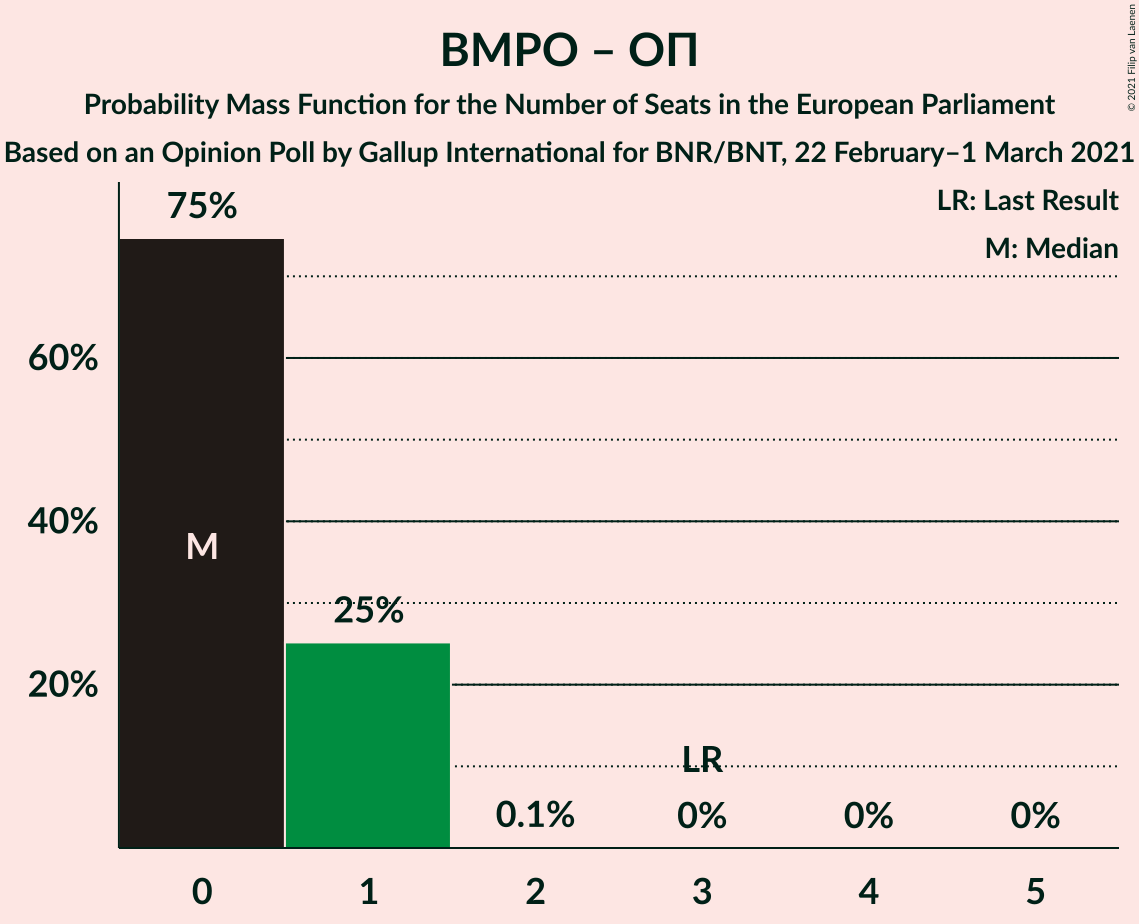 ВМРО – ОП
Probability Mass Function for the Number of Seats in the European Parliament
Based on an Opinion Poll by Gallup International for BNR/BNT, 22 February–1 March 2021
© 2021 Filip van Laenen
LR: Last Result
M: Median
75%
60%
40%
M
25%
20%
LR
0.1%
0%
0%
0%
0
1
2
3
4
5